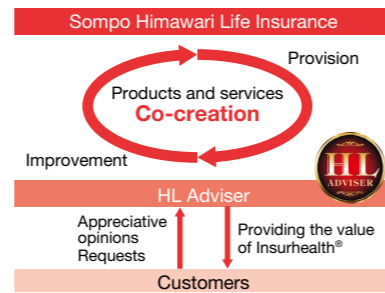 Sompo Himawari Life Insurance
Provision
Products and services
Co-creation
Improvement
HL
ADVISER
HL Adviser
Appreciative
opinions
Requests
Providing the value
of Insurhealth®
Customers